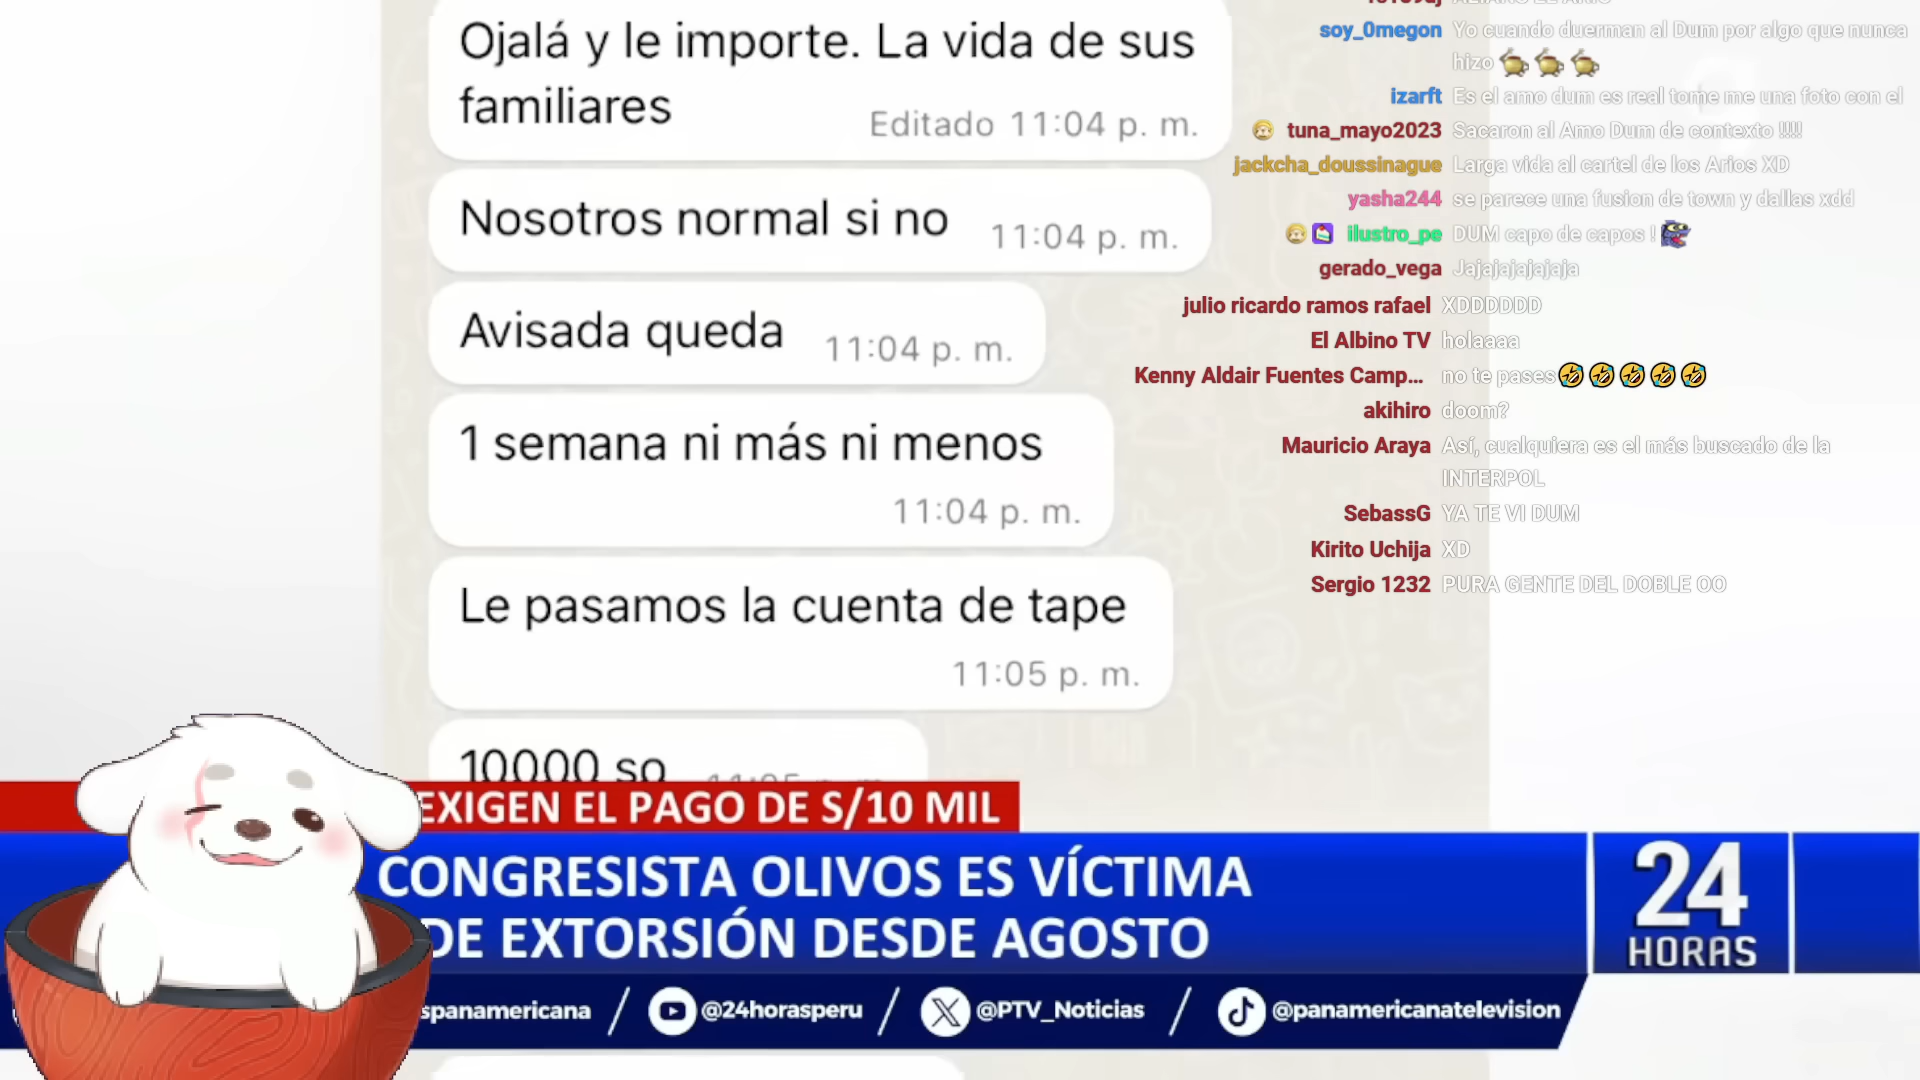 Ojalá y le importe. La vida de sus
familiares
Editado 11:04 p. m.
Nosotros normal si no
11:04 p. m.
Avisada queda
11:04 p. m.
1 semana ni más ni menos
11:04 p. m.
Le pasamos la cuenta de tape
11:05 p. m.
10000 so
EXIGEN EL PAGO DE S/10 MIL
CONGRESISTA OLIVOS ES VÍCTIMA
DE EXTORSIÓN DESDE AGOSTO
24
HORAS
spanamericana / @24horasperu / @PTV_Noticias / @panamericanatelevision
soy_0megon Yo cuando duerman al Dum por algo que nunca
hizo
izarft Es el amo dum es real tome me una foto con el
tuna_mayo2023 Sacaron al Amo Dum de contexto !!!!
jackcha_doussinague Larga vida al cartel de los Arios XD
yasha244 se parece una fusion de town y dallas xdd
ilustro_pe DUM capo de capos !
gerado_vega Jajajajajajaja
julio ricardo ramos rafael XDDDDDD
El Albino TV holaaaa
Kenny Aldair Fuentes Camp... no te pases🤣🤣🤣🤣🤣
akihiro doom?
Mauricio Araya Así, cualquiera es el más buscado de la
INTERPOL
SebassG YA TE VI DUM
Kirito Uchija XD
Sergio 1232 PURA GENTE DEL DOBLE OO